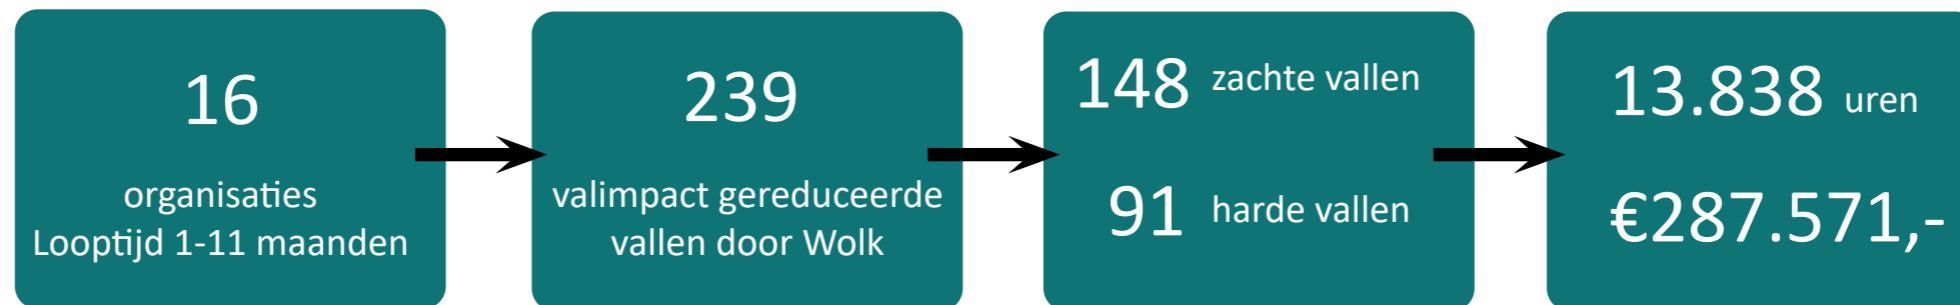 16
organisaties
Looptijd 1-11 maanden
239
valimpact gereduceerde
vallen door Wolk
148 zachte vallen
91 harde vallen
13.838 uren
€287.571,-